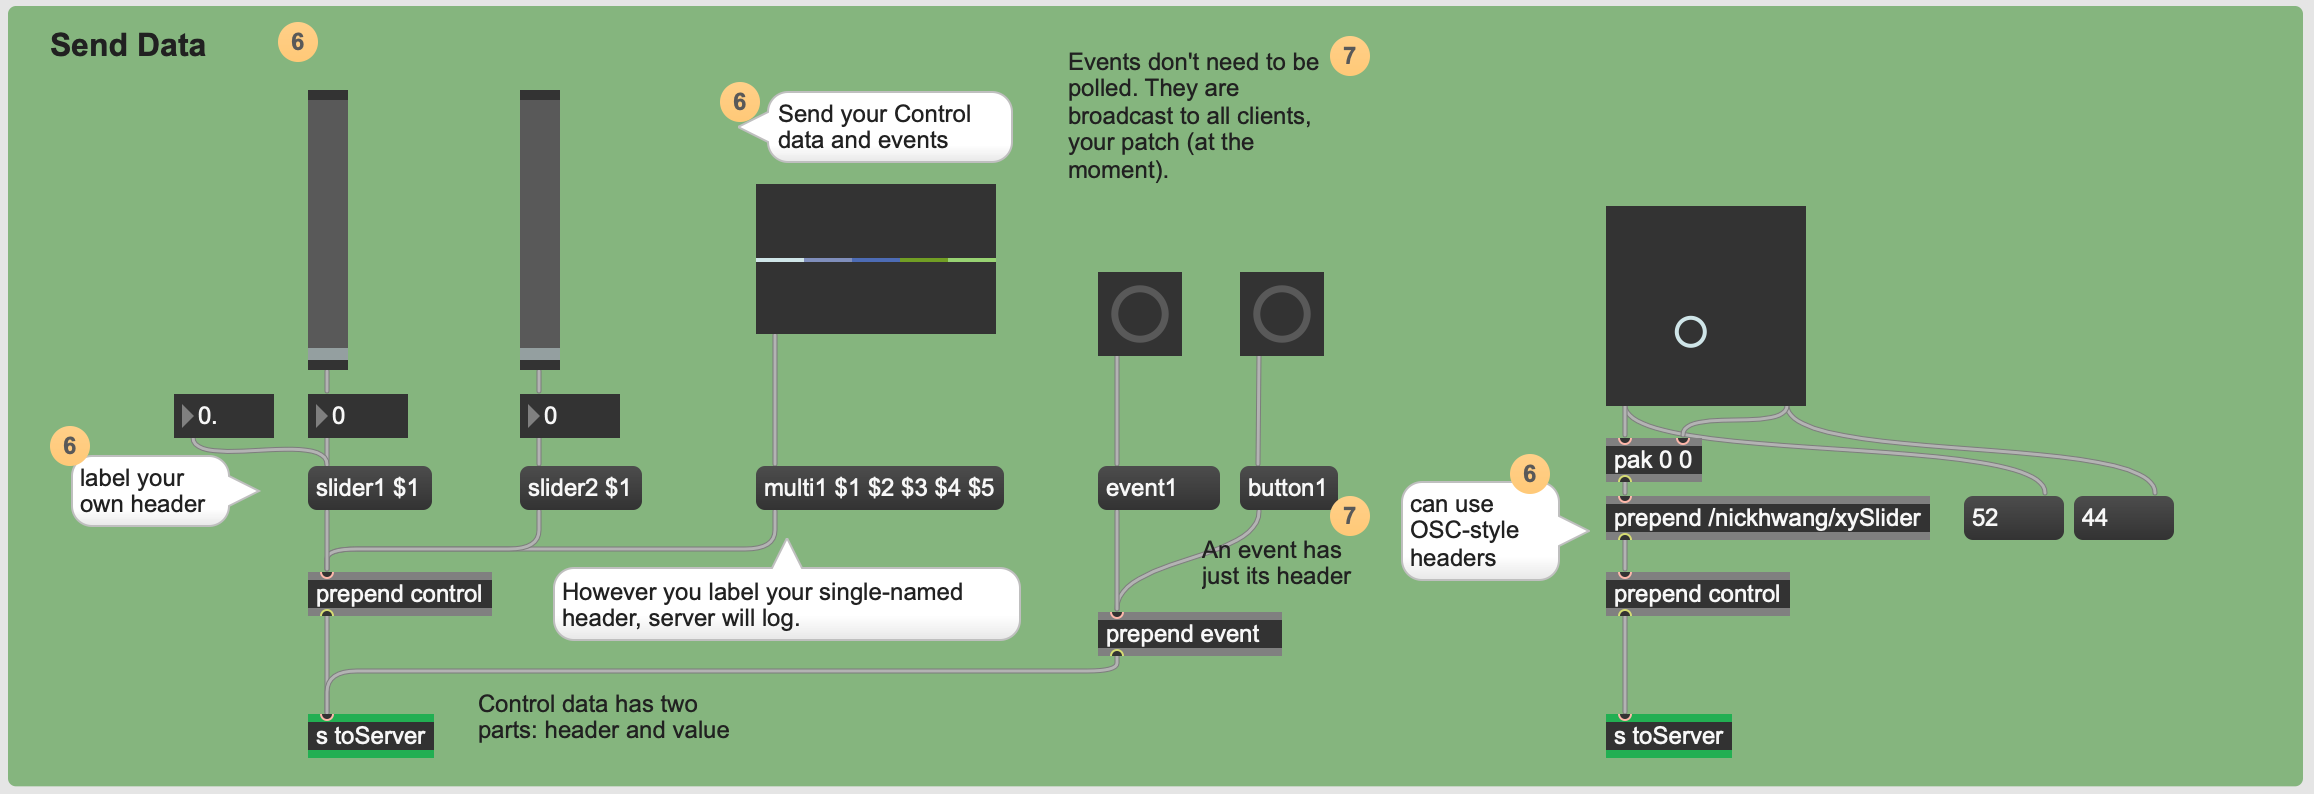 Send Data
6
6
Send your Control
data and events
Events don't need to be
polled. They are
broadcast to all clients,
your patch (at the
moment).
7
0.
0
0
6
label your
own header
slider1 $1
slider2 $1
multi1 $1 $2 $3 $4 $5
event1
button1
7
An event has
just its header
prepend control
However you label your single-named
header, server will log.
prepend event
Control data has two
parts: header and value
s toServer
pak 0 0
6
can use
OSC-style
headers
prepend /nickhwang/xySlider
52
44
prepend control
s toServer